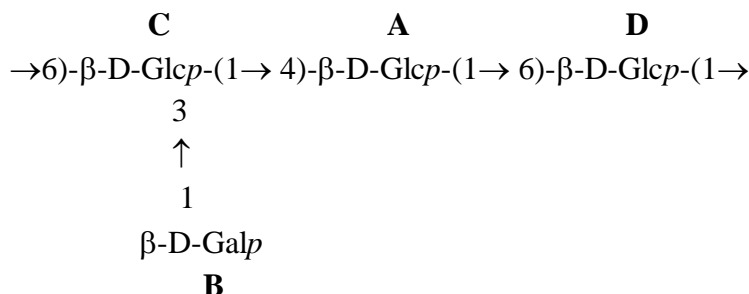 C A D
→6)-β-D-Glcp-(1→ 4)-β-D-Glcp-(1→ 6)-β-D-Glcp-(1→
3
↑
1
β-D-Galp
B